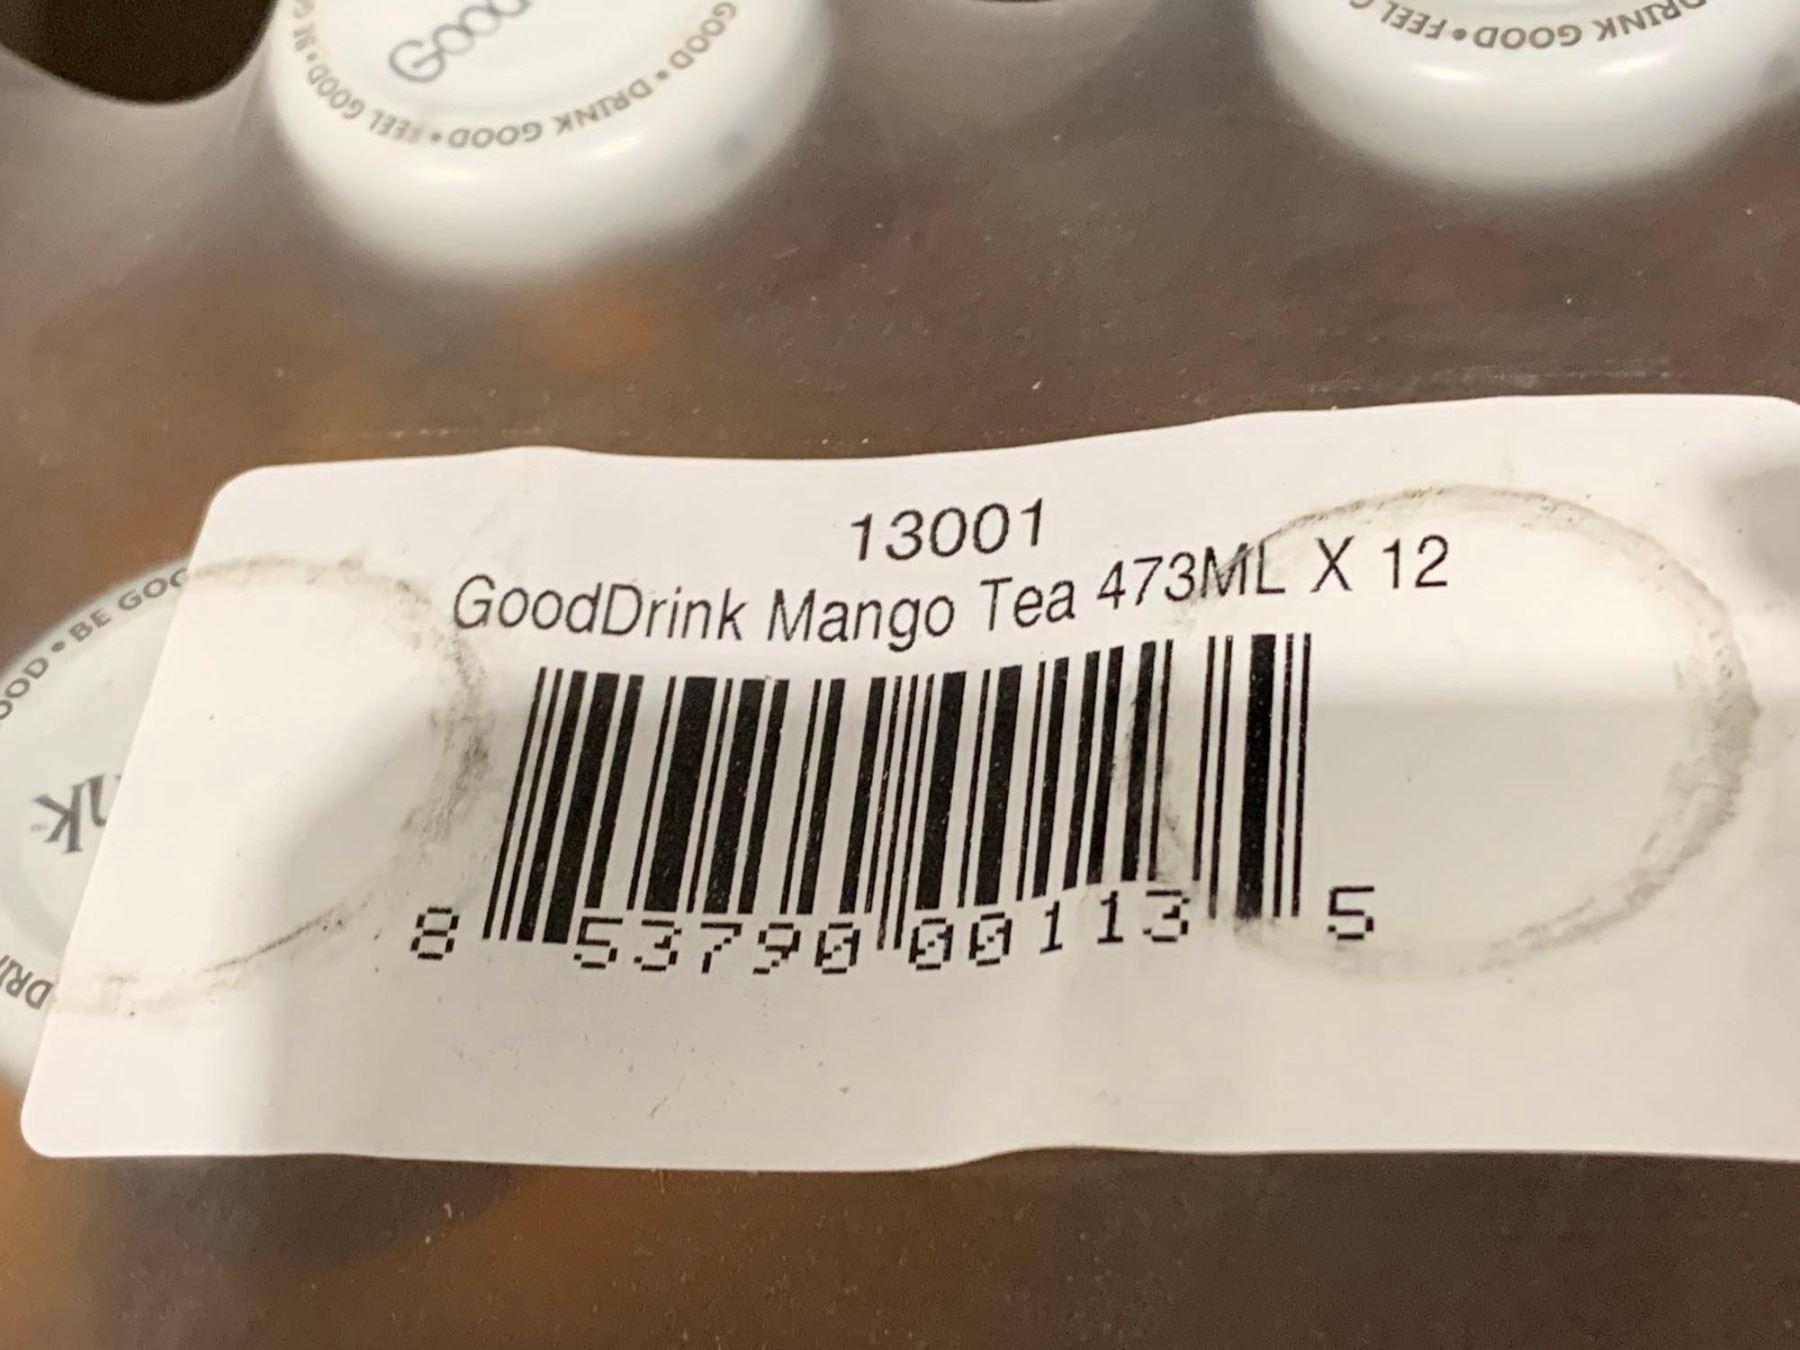 Good
GOOD • DRINK GOOD • FEEL GOOD •
DRINK GOOD • FEEL
13001
GoodDrink Mango Tea 473ML X 12
• BE
8 53790 00113 5